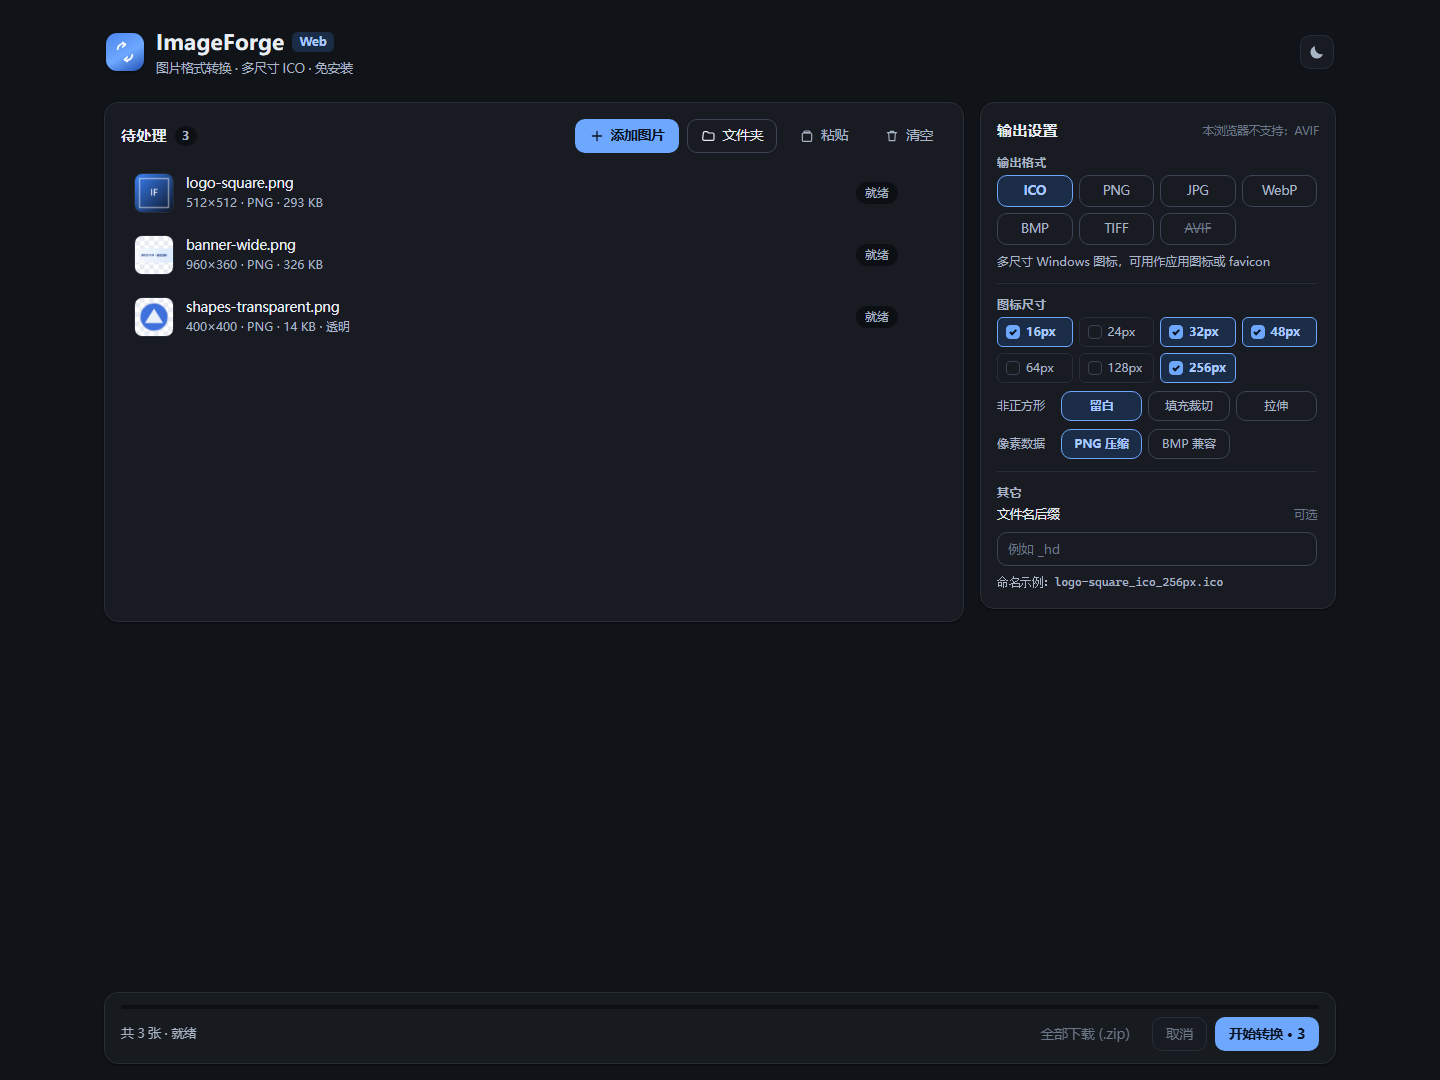 ImageForge Web
图片格式转换 · 多尺寸 ICO · 免安装
待处理 3
添加图片
文件夹
粘贴
清空
IF
logo-square.png
512×512 · PNG · 293 KB
就绪
banner-wide.png
960×360 · PNG · 326 KB
就绪
shapes-transparent.png
400×400 · PNG · 14 KB · 透明
就绪
输出设置
本浏览器不支持：AVIF
输出格式
ICO PNG JPG WebP
BMP TIFF AVIF
多尺寸 Windows 图标，可用作应用图标或 favicon
图标尺寸
16px 24px 32px 48px
64px 128px 256px
非正方形 留白 填充裁切 拉伸
像素数据 PNG 压缩 BMP 兼容
其它
文件名后缀 可选
例如 _hd
命名示例：logo-square_ico_256px.ico
共 3 张 · 就绪
全部下载 (.zip)
取消
开始转换 • 3